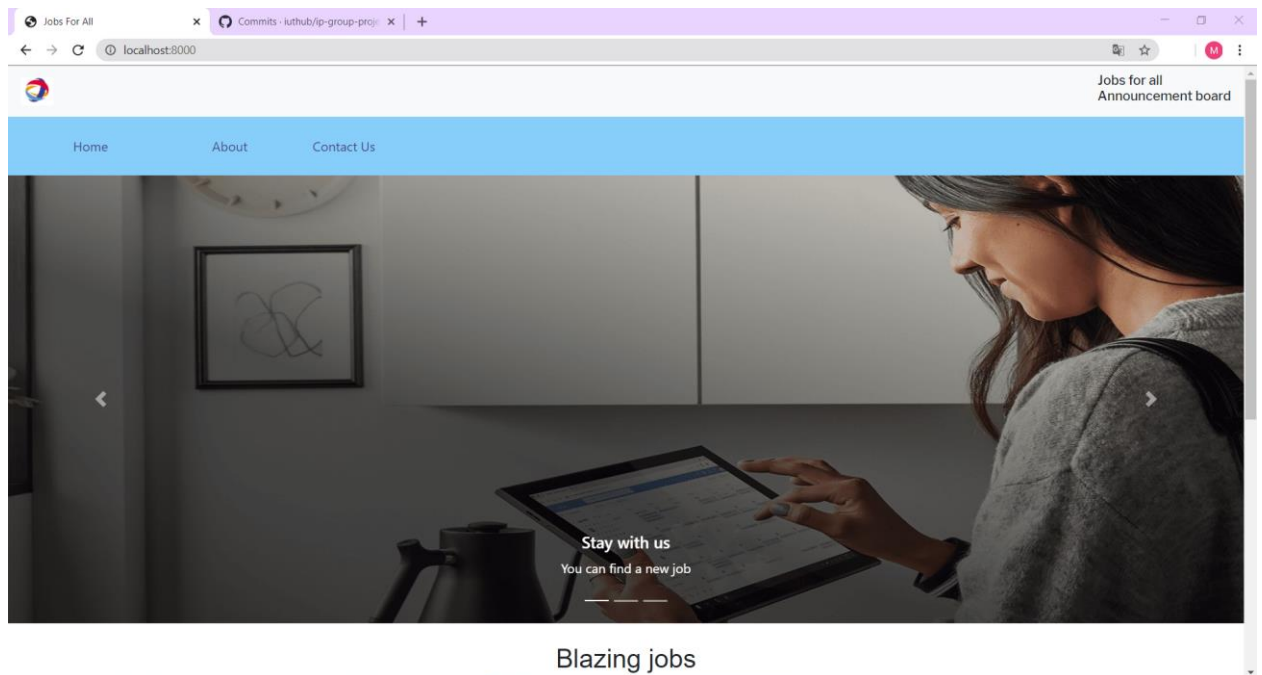 Jobs For All
Commits · iuthub/ip-group-proje
localhost:8000
M
Jobs for all
Announcement board
Home
About
Contact Us
Stay with us
You can find a new job
Blazing jobs